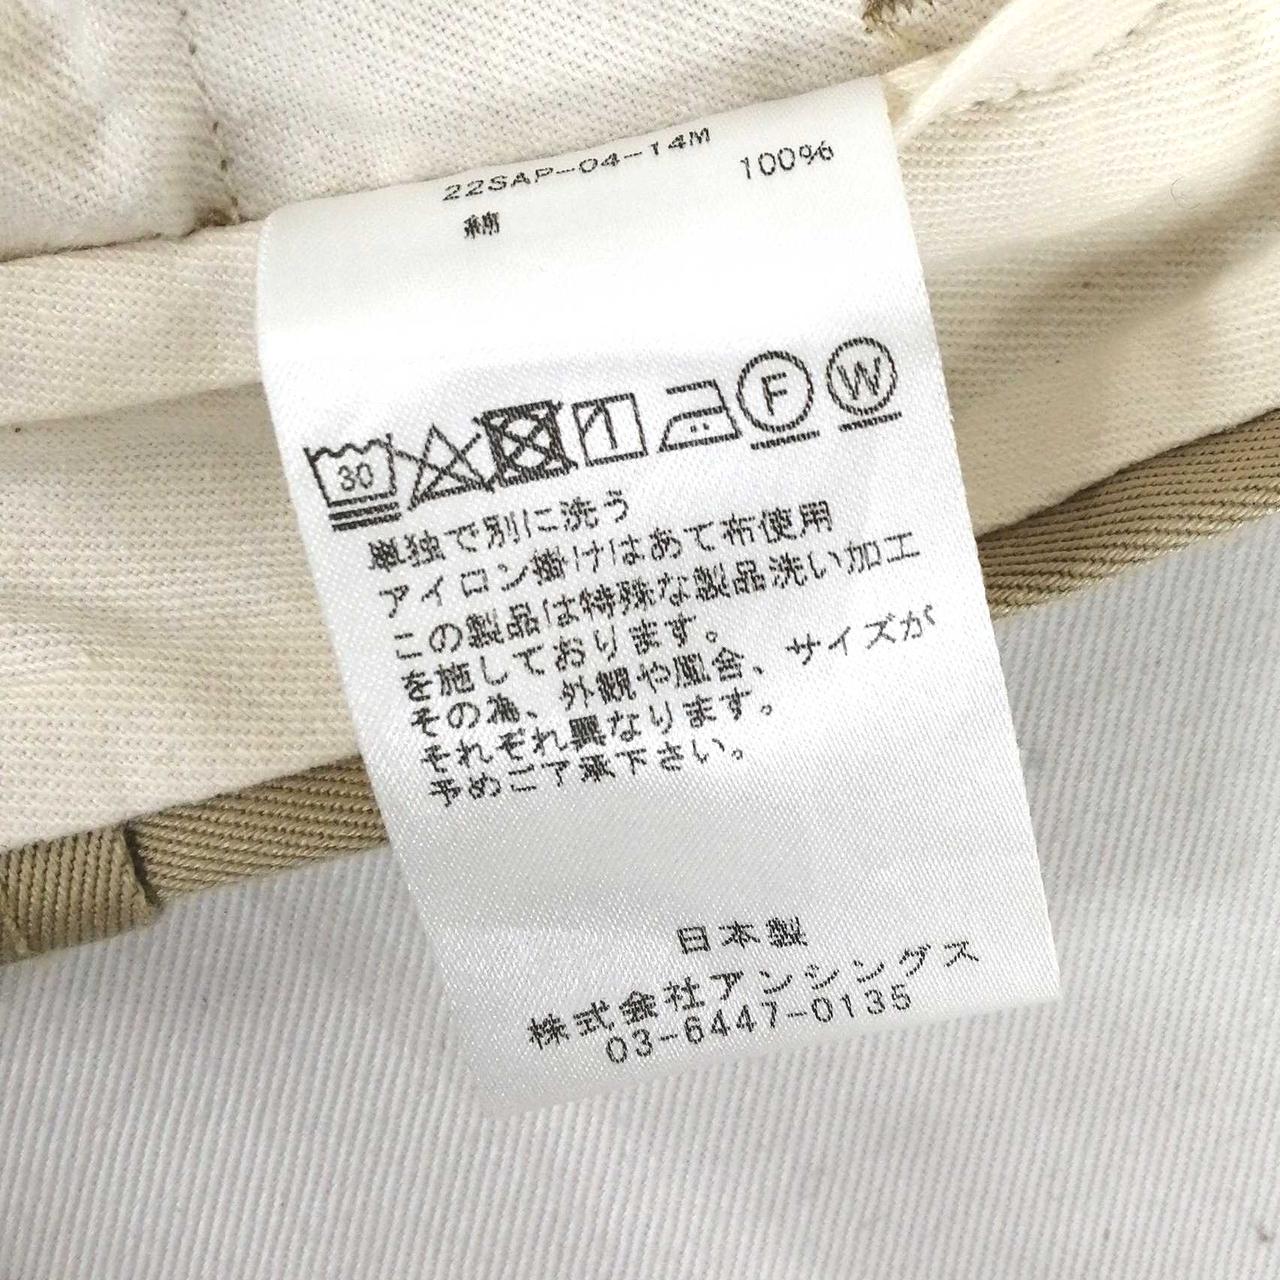 22SAP-04-14M
綿 100%
30 F W
単独で別に洗う
アイロン掛けはあて布使用
この製品は特殊な製品洗い加工
を施しております。
その為、外観や風合、サイズが
それぞれ異なります。
予めご了承下さい。
日本製
株式会社アンシングス
03-6447-0135